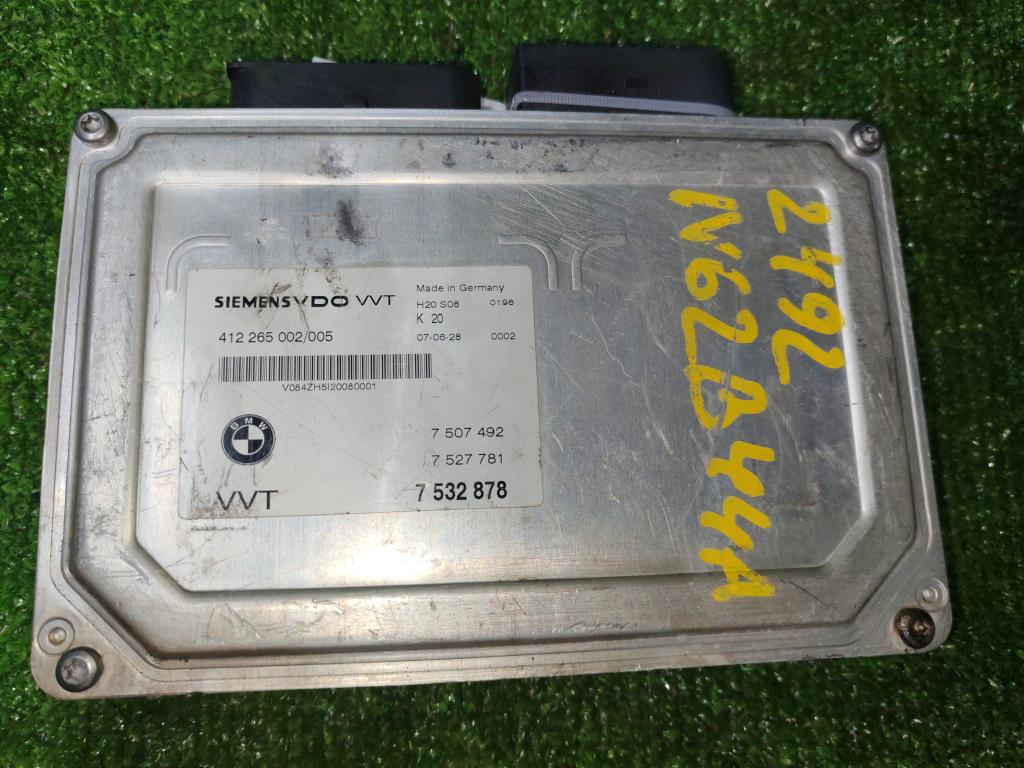 SIEMENS VDO VVT
Made in Germany
H20 S08 0196
K 20
412 265 002/005
07-06-28 0002
V084ZH5I20080001
BMW
7 507 492
7 527 781
VVT
7 532 878
2492
N62B44A